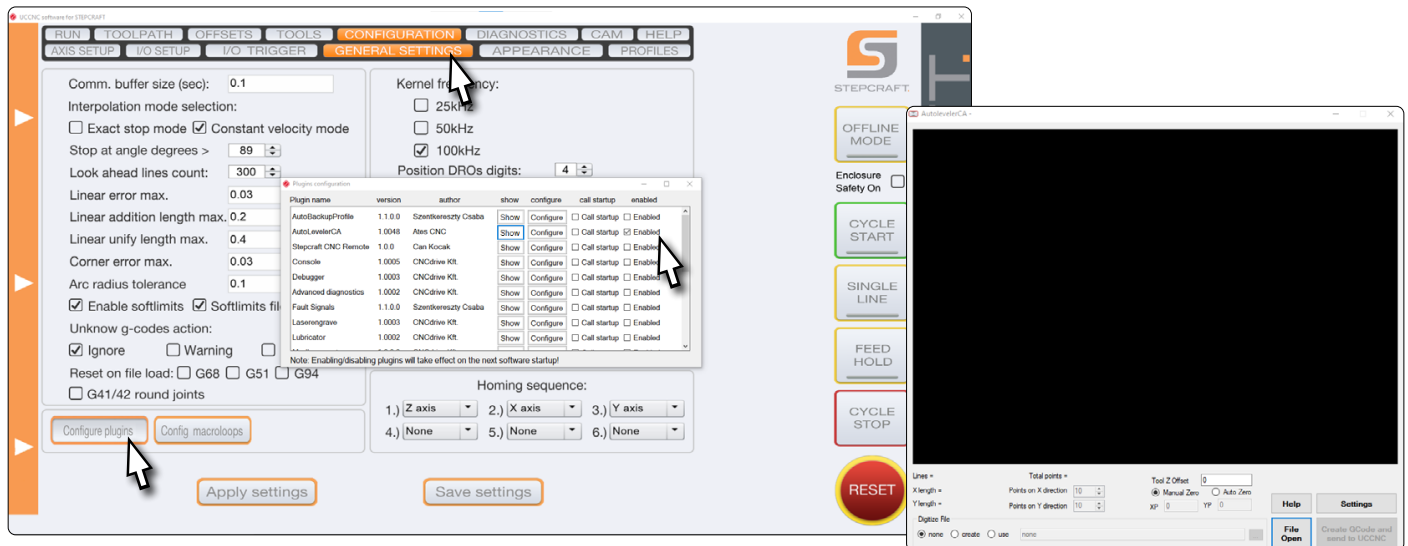 UCCNC software for STEPCRAFT
RUN TOOLPATH OFFSETS TOOLS CONFIGURATION DIAGNOSTICS CAM HELP
AXIS SETUP I/O SETUP I/O TRIGGER GENERAL SETTINGS APPEARANCE PROFILES
Comm. buffer size (sec): 0.1
Interpolation mode selection:
Exact stop mode Constant velocity mode
Stop at angle degrees > 89
Look ahead lines count: 300
Linear error max. 0.03
Linear addition length max. 0.2
Linear unify length max. 0.4
Corner error max. 0.03
Arc radius tolerance 0.1
Enable softlimits Softlimits
Unknow g-codes action:
Ignore Warning
Reset on file load: G68 G51 G94
G41/42 round joints
Configure plugins Config macroloops
Apply settings Save settings
Kernel
25kHz
50kHz
100kHz
Position DROs digits: 4
Plugins configuration
Plugin name version author show configure call startup enabled
AutoBackupProfile 1.1.0.0 Szentkereszty Csaba Show Configure Call startup Enabled
AutoLevelerCA 1.0048 Ates CNC Show Configure Call startup Enabled
Stepcraft CNC Remote 1.0.0 Can Kocak Show Configure Call startup Enabled
Console 1.0005 CNCdrive Kft. Show Configure Call startup Enabled
Debugger 1.0003 CNCdrive Kft. Show Configure Call startup Enabled
Advanced diagnostics 1.0002 CNCdrive Kft. Show Configure Call startup Enabled
Fault Signals 1.1.0.0 Szentkereszty Csaba Show Configure Call startup Enabled
Laserengrave 1.0003 CNCdrive Kft. Show Configure Call startup Enabled
Lubricator 1.0002 CNCdrive Kft. Show Configure Call startup Enabled
Note: Enabling/disabling plugins will take effect on the next software startup!
Homing sequence:
1.) Z axis 2.) X axis 3.) Y axis
4.) None 5.) None 6.) None
STEPCRAFT
OFFLINE
MODE
Enclosure
Safety On
CYCLE
START
SINGLE
LINE
FEED
HOLD
CYCLE
STOP
RESET
AutolevelerCA -
Lines = Total points = Tool Z Offset 0
X length = Points on X direction 10 Manual Zero Auto Zero
Y length = Points on Y direction 10 XP 0 YP 0 Help Settings
Digitize File
none create use none
File
Open
Create GCode and
send to UCCNC